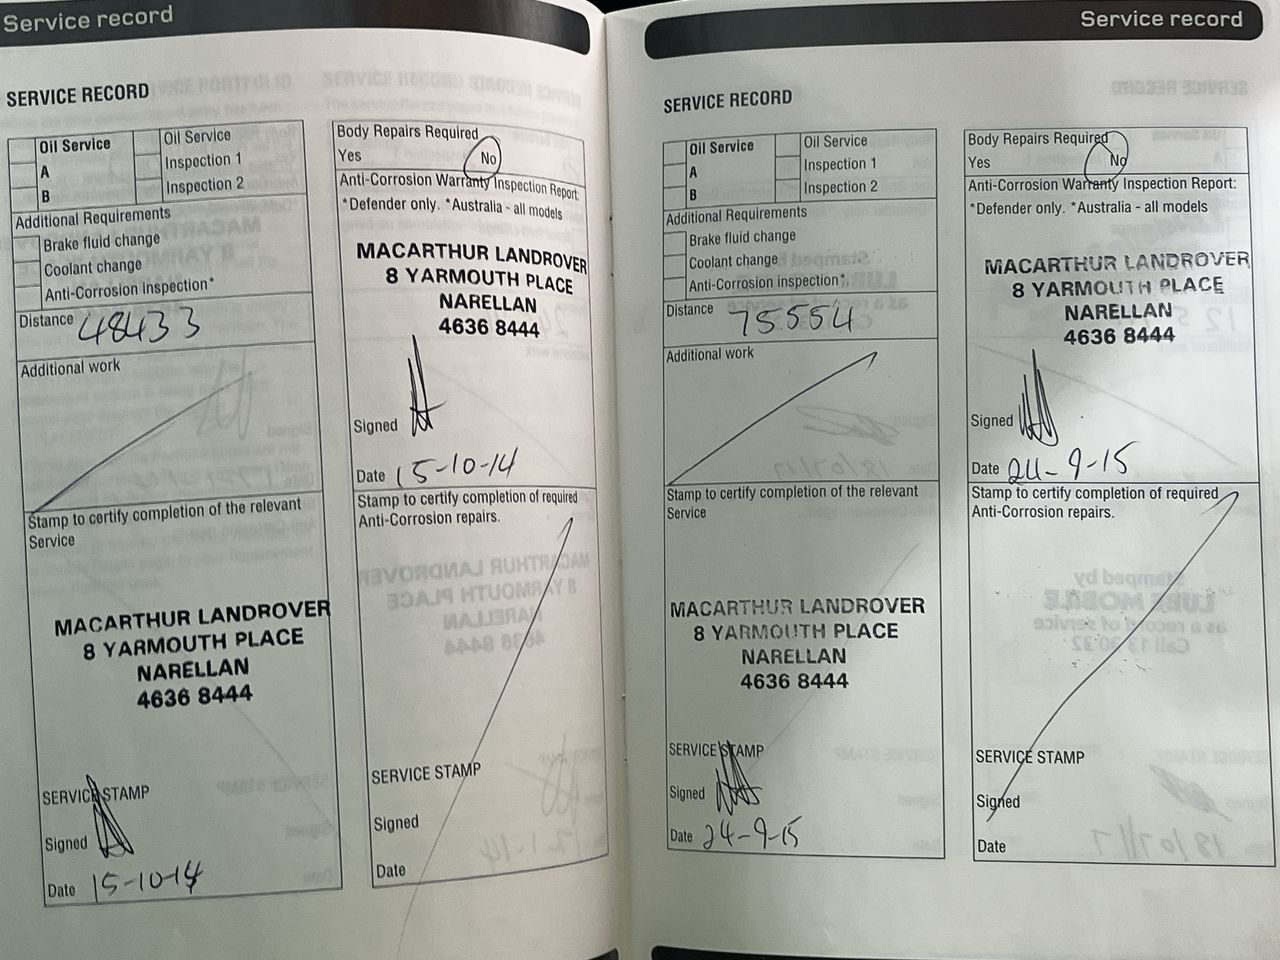 Service record
SERVICE RECORD
Oil Service
A
B
Oil Service
Inspection 1
Inspection 2
Additional Requirements
Brake fluid change
Coolant change
Anti-Corrosion inspection*
Distance 48433
Additional work
Stamp to certify completion of the relevant
Service
MACARTHUR LANDROVER
8 YARMOUTH PLACE
NARELLAN
4636 8444
SERVICE STAMP
Signed
Date 15-10-14
Body Repairs Required
Yes No
Anti-Corrosion Warranty Inspection Report:
*Defender only. *Australia - all models
MACARTHUR LANDROVER
8 YARMOUTH PLACE
NARELLAN
4636 8444
Signed
Date 15-10-14
Stamp to certify completion of required
Anti-Corrosion repairs.
SERVICE STAMP
Signed
Date
Service record
SERVICE RECORD
Oil Service
A
B
Oil Service
Inspection 1
Inspection 2
Additional Requirements
Brake fluid change
Coolant change
Anti-Corrosion inspection*
Distance 75554
Additional work
Stamp to certify completion of the relevant
Service
MACARTHUR LANDROVER
8 YARMOUTH PLACE
NARELLAN
4636 8444
SERVICE STAMP
Signed
Date 24-9-15
Body Repairs Required
Yes No
Anti-Corrosion Warranty Inspection Report:
*Defender only. *Australia - all models
MACARTHUR LANDROVER
8 YARMOUTH PLACE
NARELLAN
4636 8444
Signed
Date 24-9-15
Stamp to certify completion of required
Anti-Corrosion repairs.
SERVICE STAMP
Signed
Date